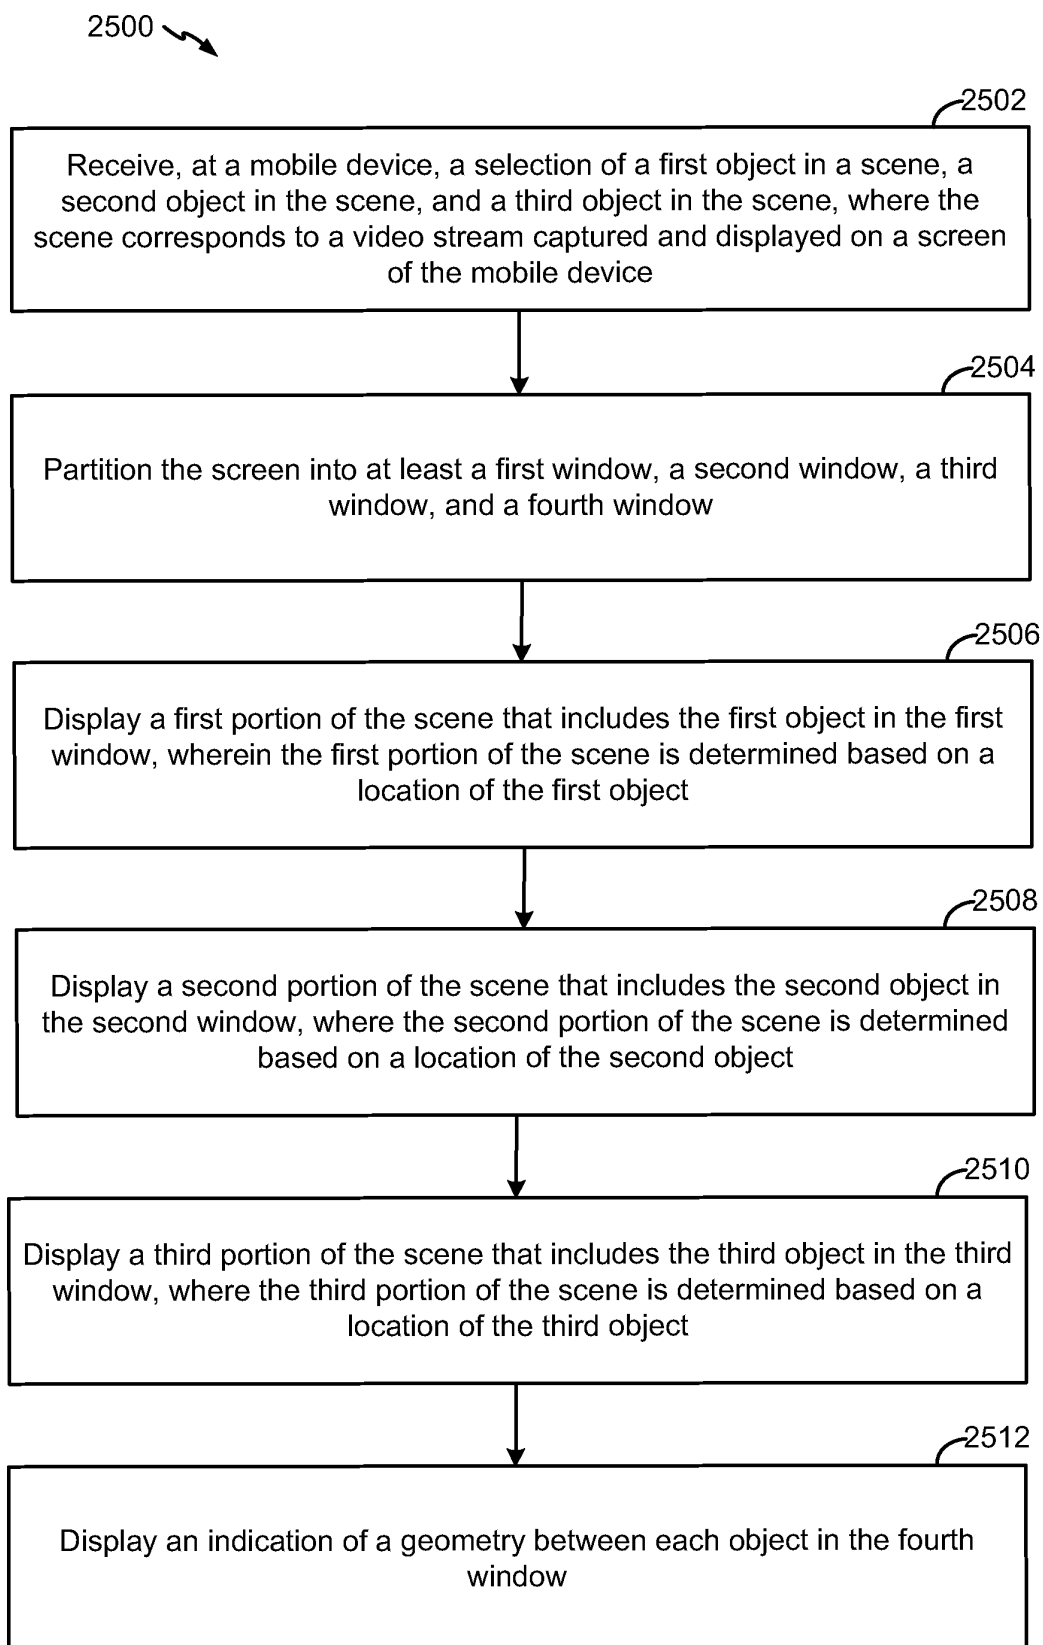 2500
2502
Receive, at a mobile device, a selection of a first object in a scene, a
second object in the scene, and a third object in the scene, where the
scene corresponds to a video stream captured and displayed on a screen
of the mobile device
2504
Partition the screen into at least a first window, a second window, a third
window, and a fourth window
2506
Display a first portion of the scene that includes the first object in the first
window, wherein the first portion of the scene is determined based on a
location of the first object
2508
Display a second portion of the scene that includes the second object in
the second window, where the second portion of the scene is determined
based on a location of the second object
2510
Display a third portion of the scene that includes the third object in the third
window, where the third portion of the scene is determined based on a
location of the third object
2512
Display an indication of a geometry between each object in the fourth
window